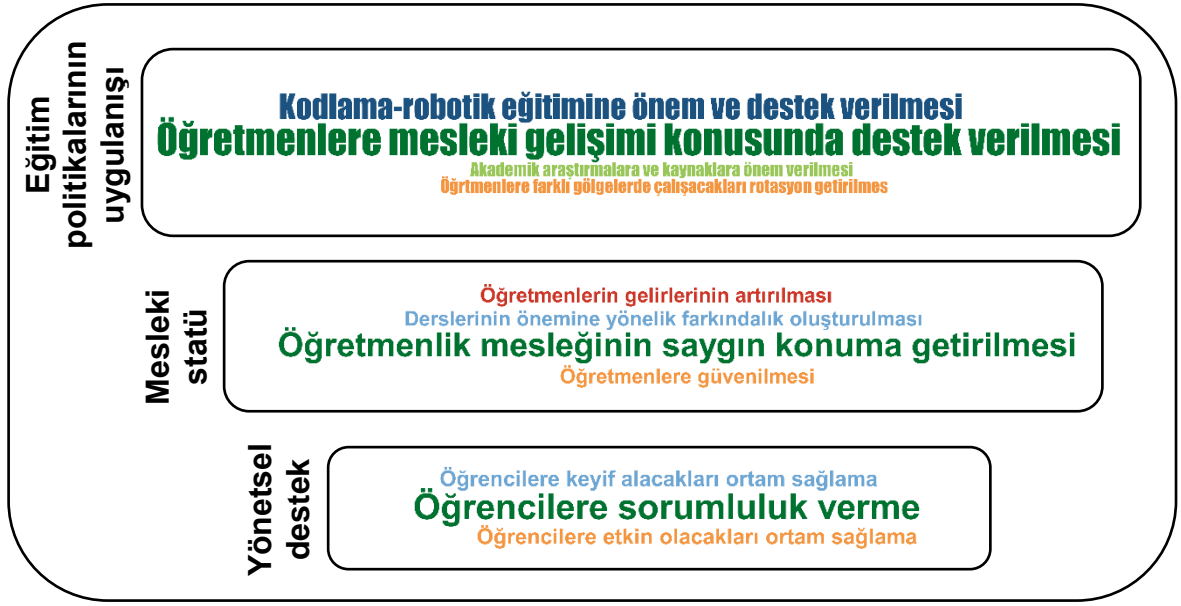 Eğitim
politikalarının
uygulanışı
Kodlama-robotik eğitimine önem ve destek verilmesi
Öğretmenlere mesleki gelişimi konusunda destek verilmesi
Akademik araştırmalara ve kaynaklara önem verilmesi
Öğrtmenlere farklı gölgelerde çalışacakları rotasyon getirilmes
Mesleki
statü
Öğretmenlerin gelirlerinin artırılması
Derslerinin önemine yönelik farkındalık oluşturulması
Öğretmenlik mesleğinin saygın konuma getirilmesi
Öğretmenlere güvenilmesi
Yönetsel
destek
Öğrencilere keyif alacakları ortam sağlama
Öğrencilere sorumluluk verme
Öğrencilere etkin olacakları ortam sağlama